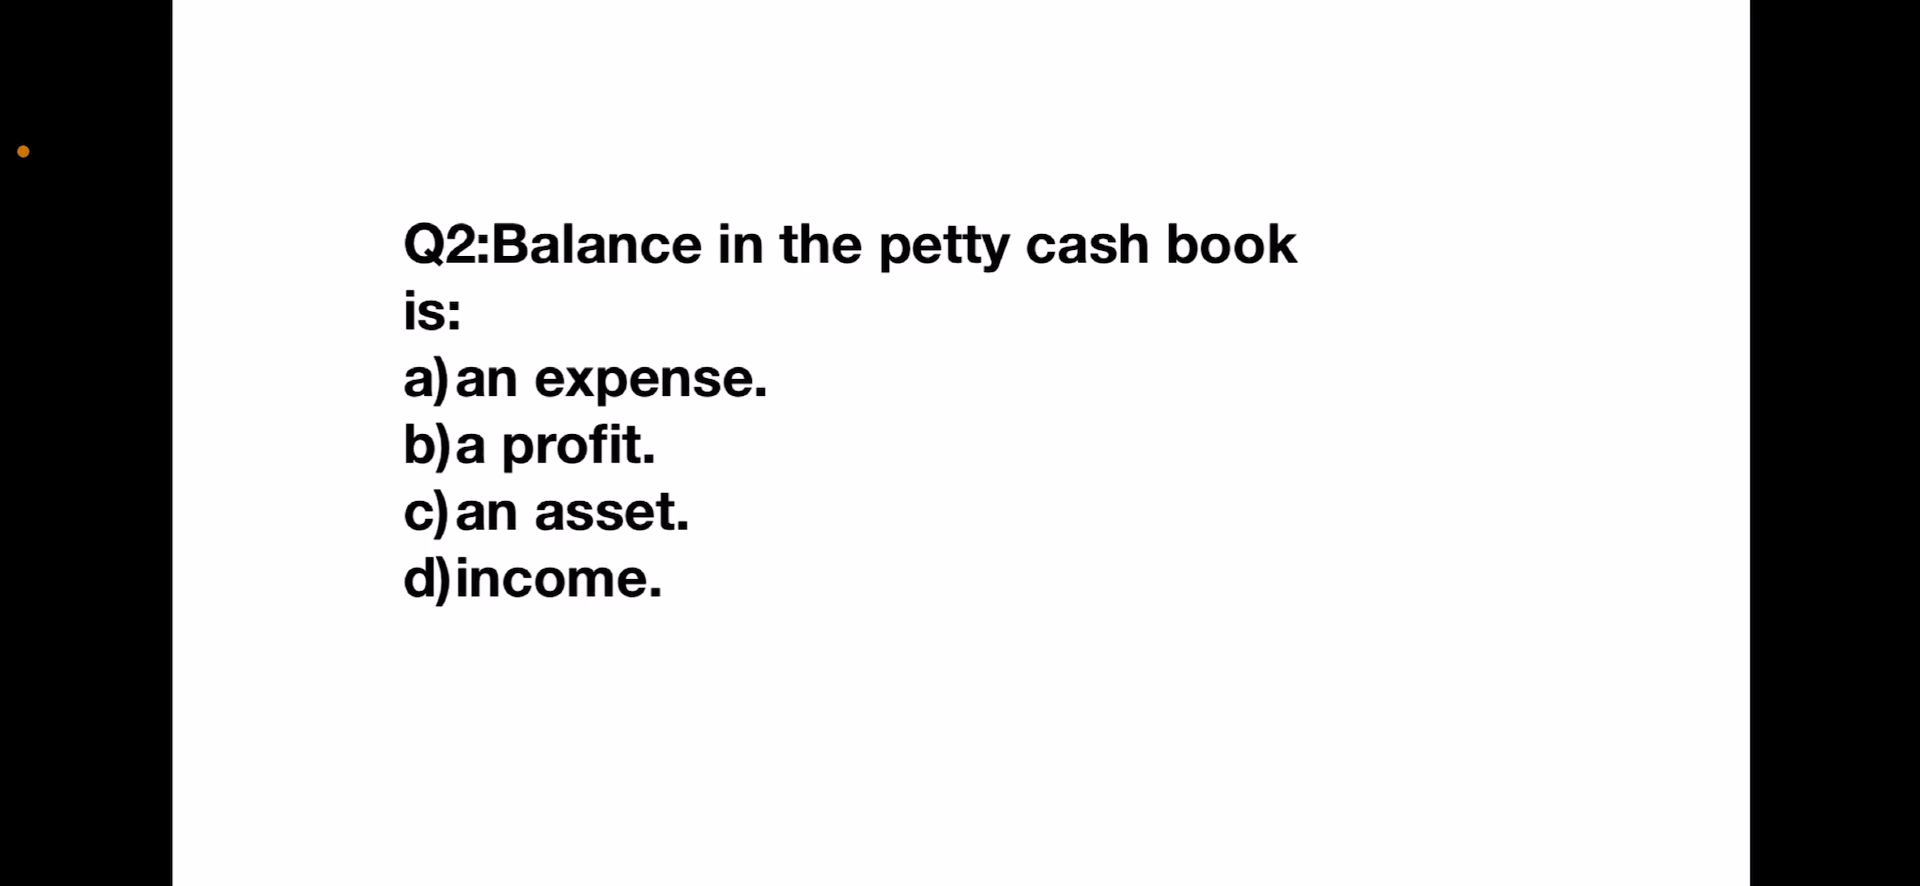 Q2:Balance in the petty cash book
is:
a)an expense.
b)a profit.
c)an asset.
d)income.